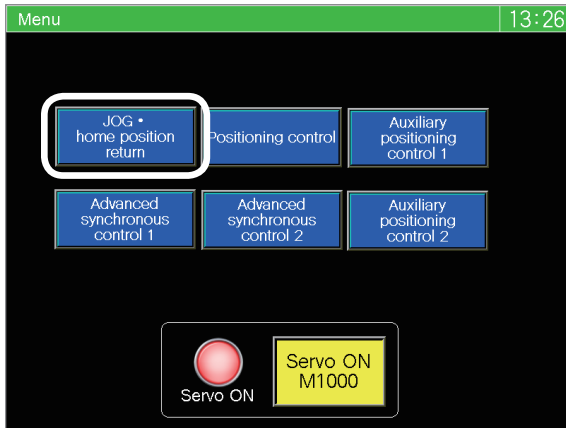 Menu
13:26
JOG •
home position
return
Positioning control
Auxiliary
positioning
control 1
Advanced
synchronous
control 1
Advanced
synchronous
control 2
Auxiliary
positioning
control 2
Servo ON
Servo ON
M1000